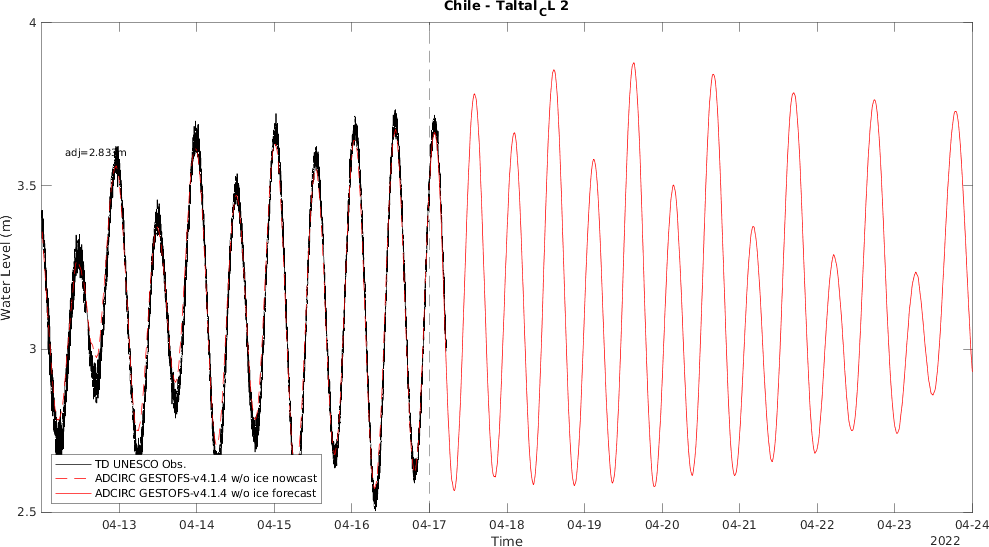 Chile - Taltal_CL 2
4
3.5
3
2.5
Water Level (m)
adj=2.833m
TD UNESCO Obs.
ADCIRC GESTOFS-v4.1.4 w/o ice nowcast
ADCIRC GESTOFS-v4.1.4 w/o ice forecast
04-13 04-14 04-15 04-16 04-17 04-18 04-19 04-20 04-21 04-22 04-23 04-24
Time
2022